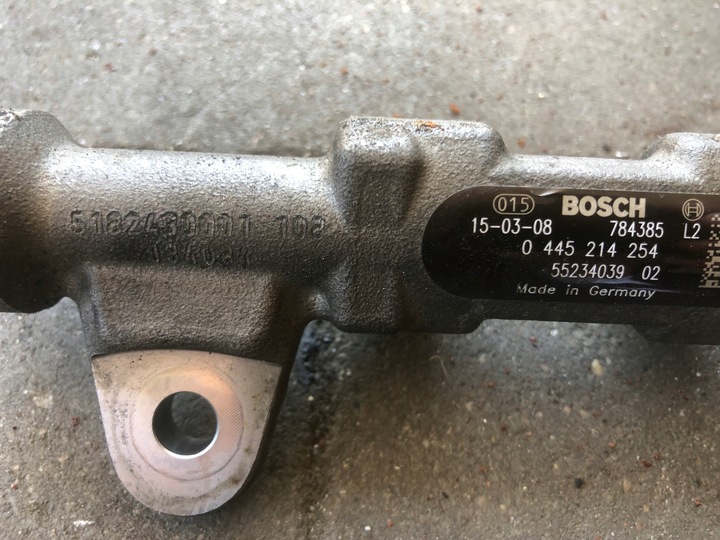 015 BOSCH
15-03-08 784385 L2
0 445 214 254
55234039 02
Made in Germany